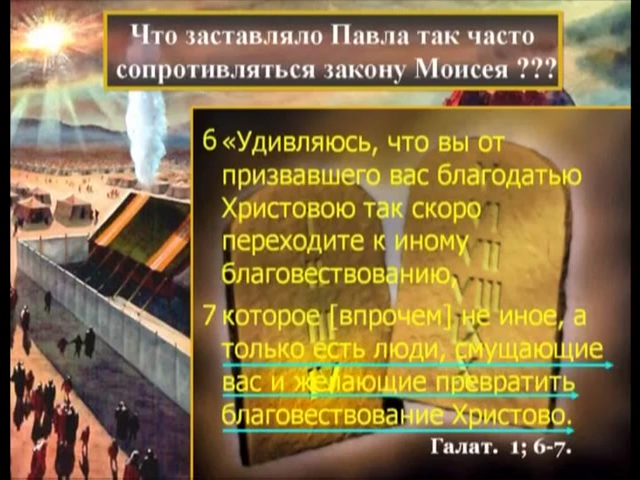 Что заставляло Павла так часто
сопротивляться закону Моисея ???
6 «Удивляюсь, что вы от
призвавшего вас благодатью
Христовою так скоро
переходите к иному
благовествованию,
7 которое [впрочем] не иное, а
только есть люди, смущающие
вас и желающие превратить
благовествование Христово.
Галат. 1; 6-7.